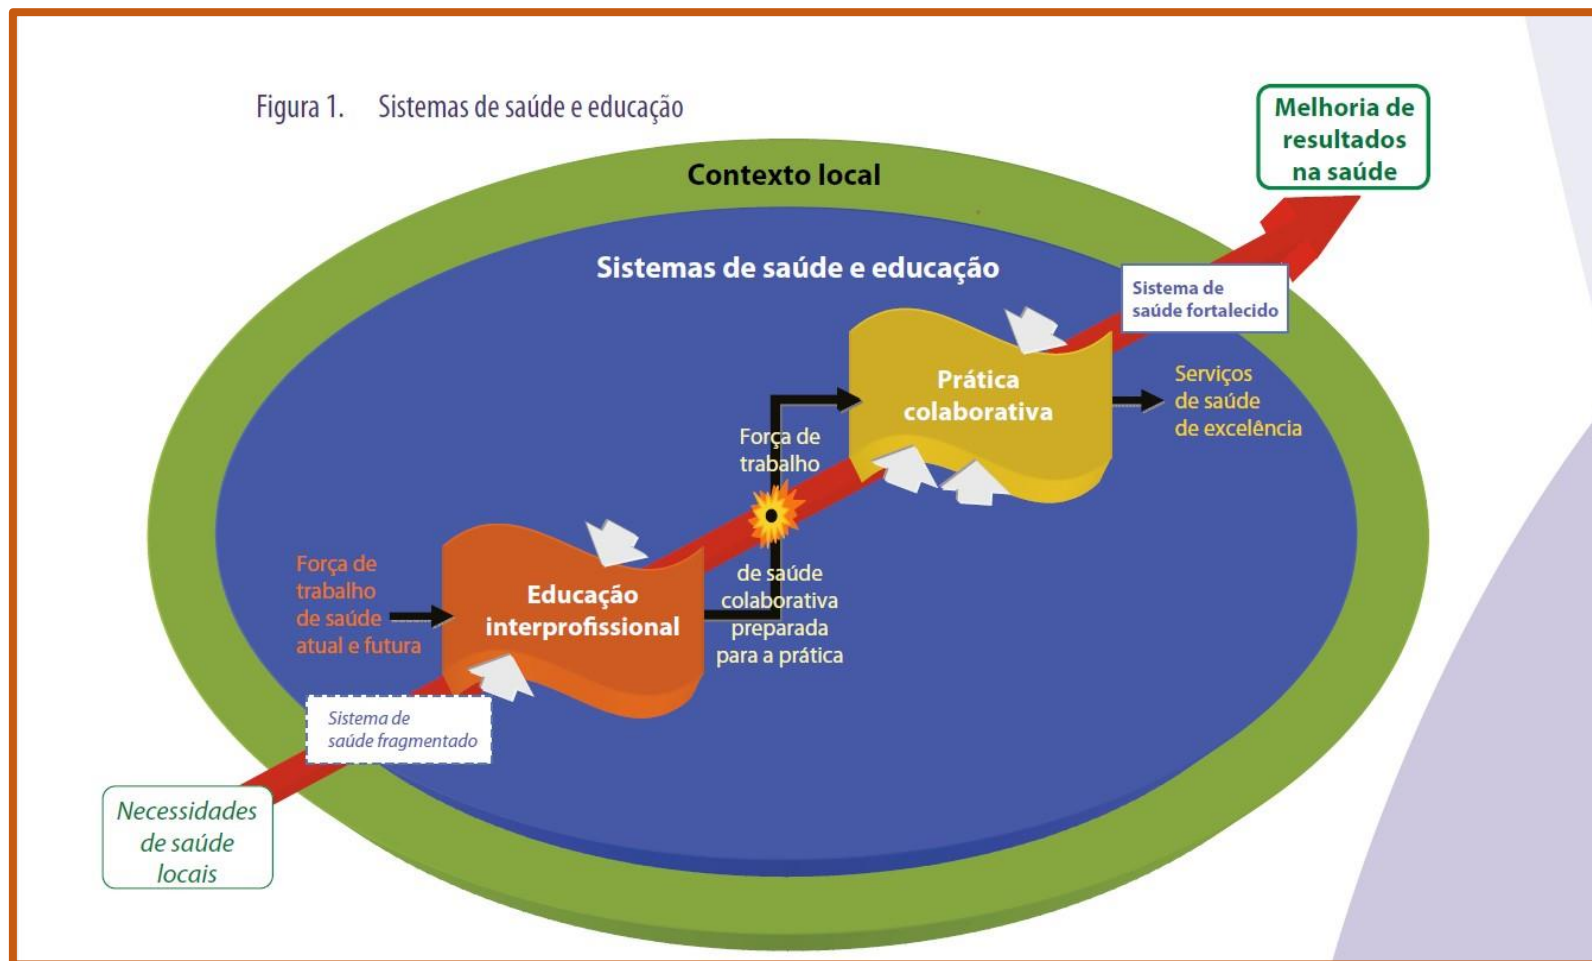 Figura 1. Sistemas de saúde e educação
Melhoria de
resultados
na saúde
Contexto local
Sistemas de saúde e educação
Sistema de
saúde fortalecido
Prática
colaborativa
Serviços
de saúde
de excelência
Força de
trabalho
de saúde
colaborativa
preparada
para a prática
Educação
interprofissional
Força de
trabalho
de saúde
atual e futura
Sistema de
saúde fragmentado
Necessidades
de saúde
locais